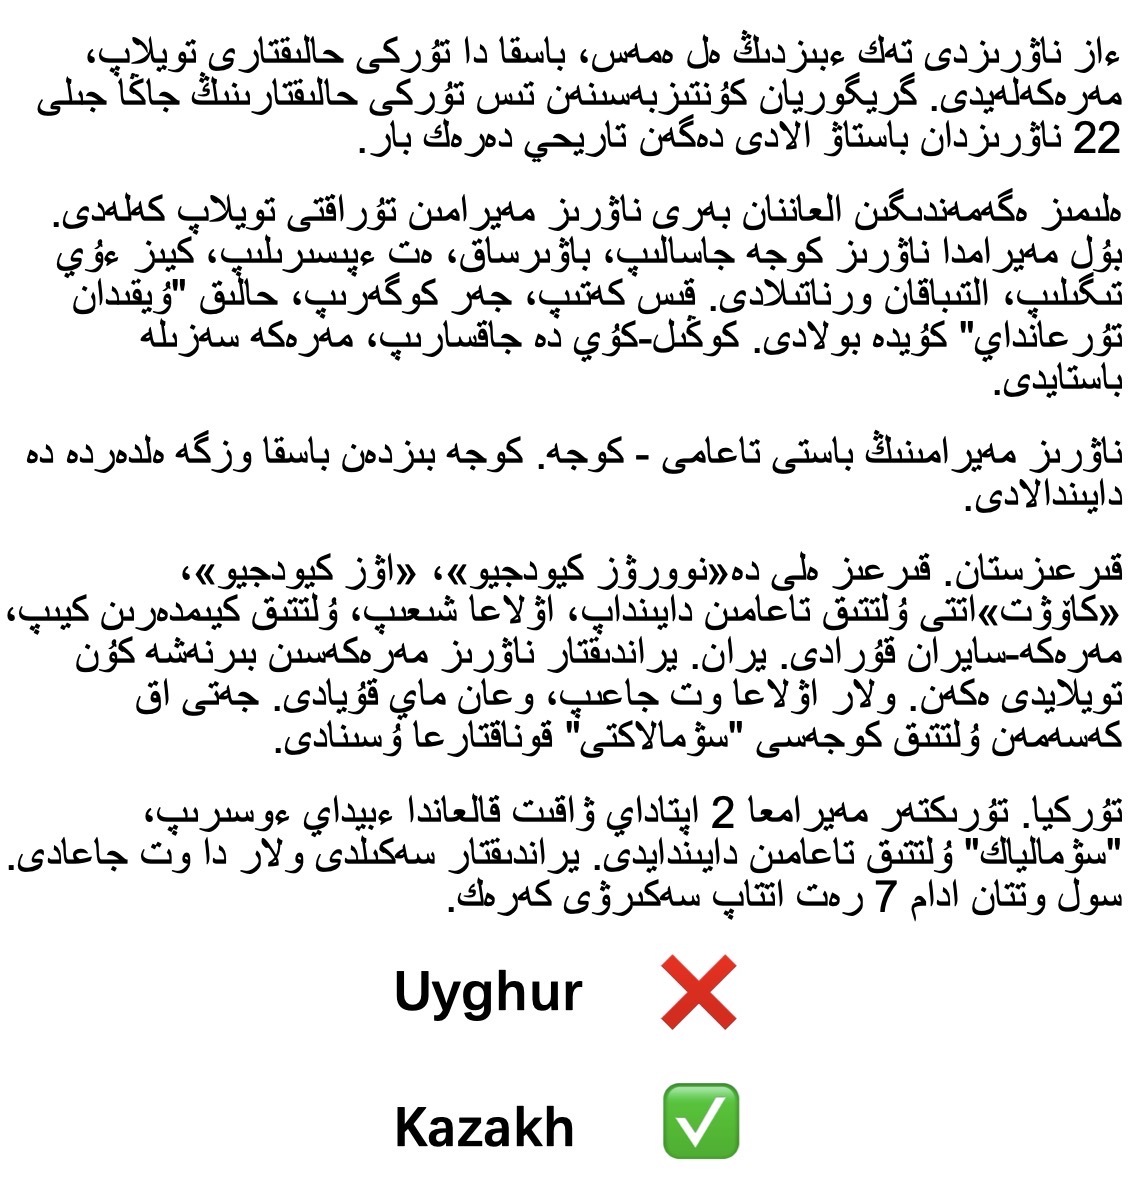 ءاز ناۋرىزدى تەك ءبىزدىڭ ەل ەمەس، باسقا دا تۇركى حالىقتارى تويلاپ،
مەرەكەلەيدى. گريگوريان كۇنتىزبەسىنەن تىس تۇركى حالىقتارىنىڭ جاڭا جىلى
22 ناۋرىزدان باستاۋ الادى دەگەن تاريحي دەرەك بار.
ەلىمىز ەگەمەندىگىن العاننان بەرى ناۋرىز مەيرامىن تۇراقتى تويلاپ كەلەدى.
بۇل مەيرامدا ناۋرىز كوجە جاسالىپ، باۋىرساق، ەت ءپىسىرىلىپ، كيىز ءۇي
تىگىلىپ، التىباقان ورناتىلادى. قىس كەتىپ، جەر كوگەرىپ، حالىق "ۇيقىدان
تۇرعانداي" كۇيدە بولادى. كوڭىل-كۇي دە جاقسارىپ، مەرەكە سەزىلە
باستايدى.
ناۋرىز مەيرامىنىڭ باستى تاعامى - كوجە. كوجە بىزدەن باسقا وزگە ەلدەردە دە
دايىندالادى.
قىرعىزستان. قىرعىز ەلى دە«نوورۋز كيودجيو»، «اۋز كيودجيو»،
«كاۋۋت»اتتى ۇلتتىق تاعامىن دايىنداپ، اۋلاعا شىعىپ، ۇلتتىق كيىمدەرىن كيىپ،
مەرەكە-سايران قۇرادى. يران. يراندىقتار ناۋرىز مەرەكەسىن بىرنەشە كۇن
تويلايدى ەكەن. ولار اۋلاعا وت جاعىپ، وعان ماي قۇيادى. جەتى اق
كەسەمەن ۇلتتىق كوجەسى "سۋمالاكتى" قوناقتارعا ۇسىنادى.
تۇركيا. تۇرىكتەر مەيرامعا 2 اپتاداي ۋاقىت قالعاندا ءبيداي ءوسىرىپ،
"سۋمالياك" ۇلتتىق تاعامىن دايىندايدى. يراندىقتار سەكىلدى ولار دا وت جاعادى.
سول وتتان ادام 7 رەت اتتاپ سەكىرۋى كەرەك.
Uyghur ❌
Kazakh ✅